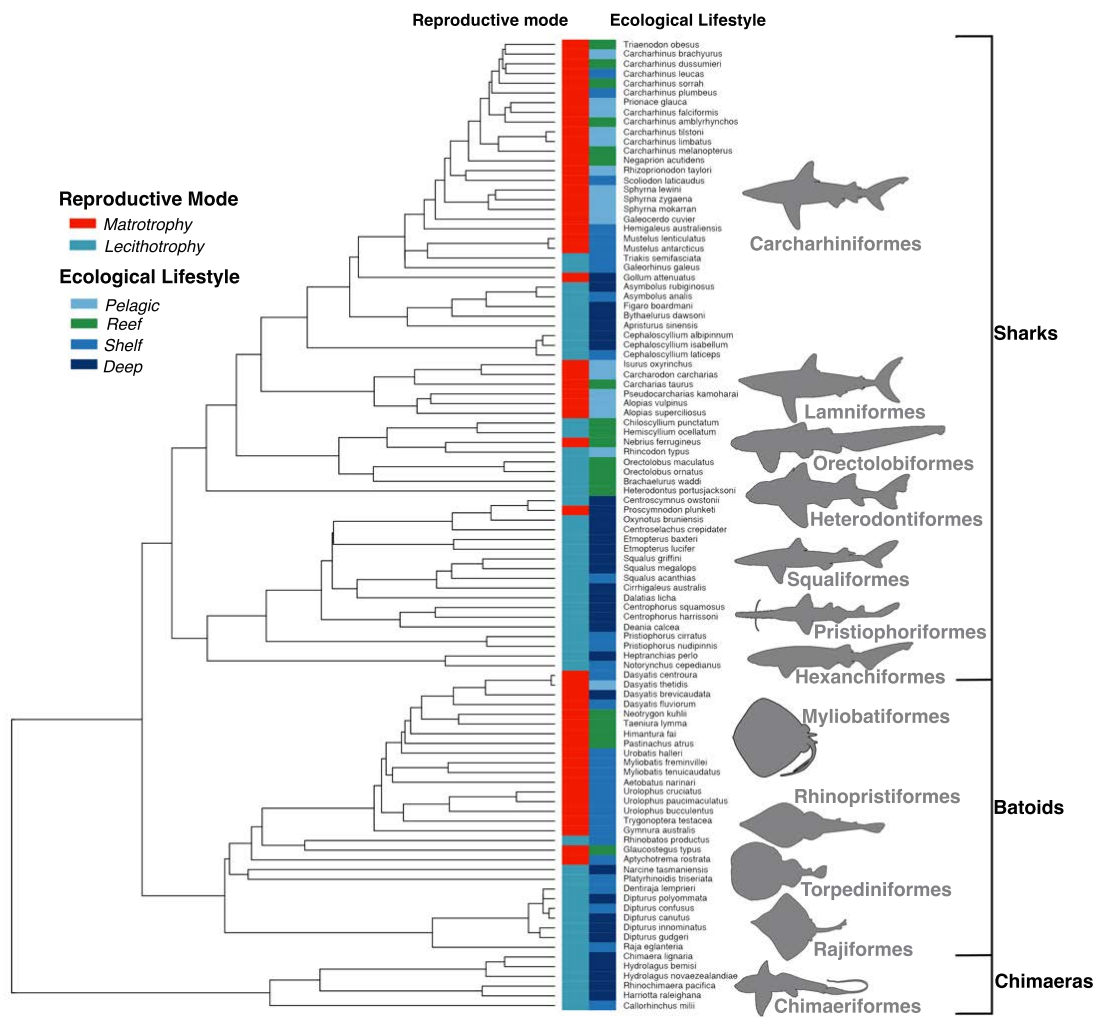 Reproductive mode
Ecological Lifestyle
Reproductive Mode
Matrotrophy
Lecithotrophy
Ecological Lifestyle
Pelagic
Reef
Shelf
Deep
Triaenodon obesus
Carcharhinus brachyurus
Carcharhinus dussumieri
Carcharhinus leucas
Carcharhinus sorrah
Carcharhinus plumbeus
Prionace glauca
Carcharhinus falciformis
Carcharhinus amblyrhynchos
Carcharhinus tilstoni
Carcharhinus limbatus
Carcharhinus melanopterus
Negaprion acutidens
Rhizoprionodon taylori
Scoliodon laticaudus
Sphyrna lewini
Sphyrna zygaena
Sphyrna mokarran
Galeocerdo cuvier
Hemigaleus australiensis
Mustelus lenticulatus
Mustelus antarcticus
Triakis semifasciata
Galeorhinus galeus
Gollum attenuatus
Asymbolus rubiginosus
Asymbolus analis
Figaro boardmani
Bythaelurus dawsoni
Apristurus sinensis
Cephaloscyllium albipinnum
Cephaloscyllium isabellum
Cephaloscyllium laticeps
Isurus oxyrinchus
Carcharodon carcharias
Carcharias taurus
Pseudocarcharias kamoharai
Alopias vulpinus
Alopias superciliosus
Chiloscyllium punctatum
Hemiscyllium ocellatum
Nebrius ferrugineus
Rhincodon typus
Orectolobus maculatus
Orectolobus ornatus
Brachaelurus waddi
Heterodontus portusjacksoni
Centroscymnus owstonii
Proscymnodon plunketi
Oxynotus bruniensis
Centroselachus crepidater
Etmopterus baxteri
Etmopterus lucifer
Squalus griffini
Squalus megalops
Squalus acanthias
Cirrhigaleus australis
Dalatias licha
Centrophorus squamosus
Centrophorus harrissoni
Deania calcea
Pristiophorus cirratus
Pristiophorus nudipinnis
Heptranchias perlo
Notorynchus cepedianus
Dasyatis centroura
Dasyatis thetidis
Dasyatis brevicaudata
Dasyatis fluviorum
Neotrygon kuhlii
Taeniura lymma
Himantura fai
Pastinachus atrus
Urobatis halleri
Myliobatis freminvillei
Myliobatis tenuicaudatus
Aetobatus narinari
Urolophus cruciatus
Urolophus paucimaculatus
Urolophus bucculentus
Trygonoptera testacea
Gymnura australis
Rhinobatos productus
Glaucostegus typus
Aptychotrema rostrata
Narcine tasmaniensis
Platyrhinoidis triseriata
Dentiraja lemprieri
Dipturus polyommata
Dipturus confusus
Dipturus canutus
Dipturus innominatus
Dipturus gudgeri
Raja eglanteria
Chimaera lignaria
Hydrolagus bemisi
Hydrolagus novaezealandiae
Rhinochimaera pacifica
Harriotta raleighana
Callorhinchus milii
Carcharhiniformes
Lamniformes
Orectolobiformes
Heterodontiformes
Squaliformes
Pristiophoriformes
Hexanchiformes
Myliobatiformes
Rhinopristiformes
Torpediniformes
Rajiformes
Chimaeriformes
Sharks
Batoids
Chimaeras